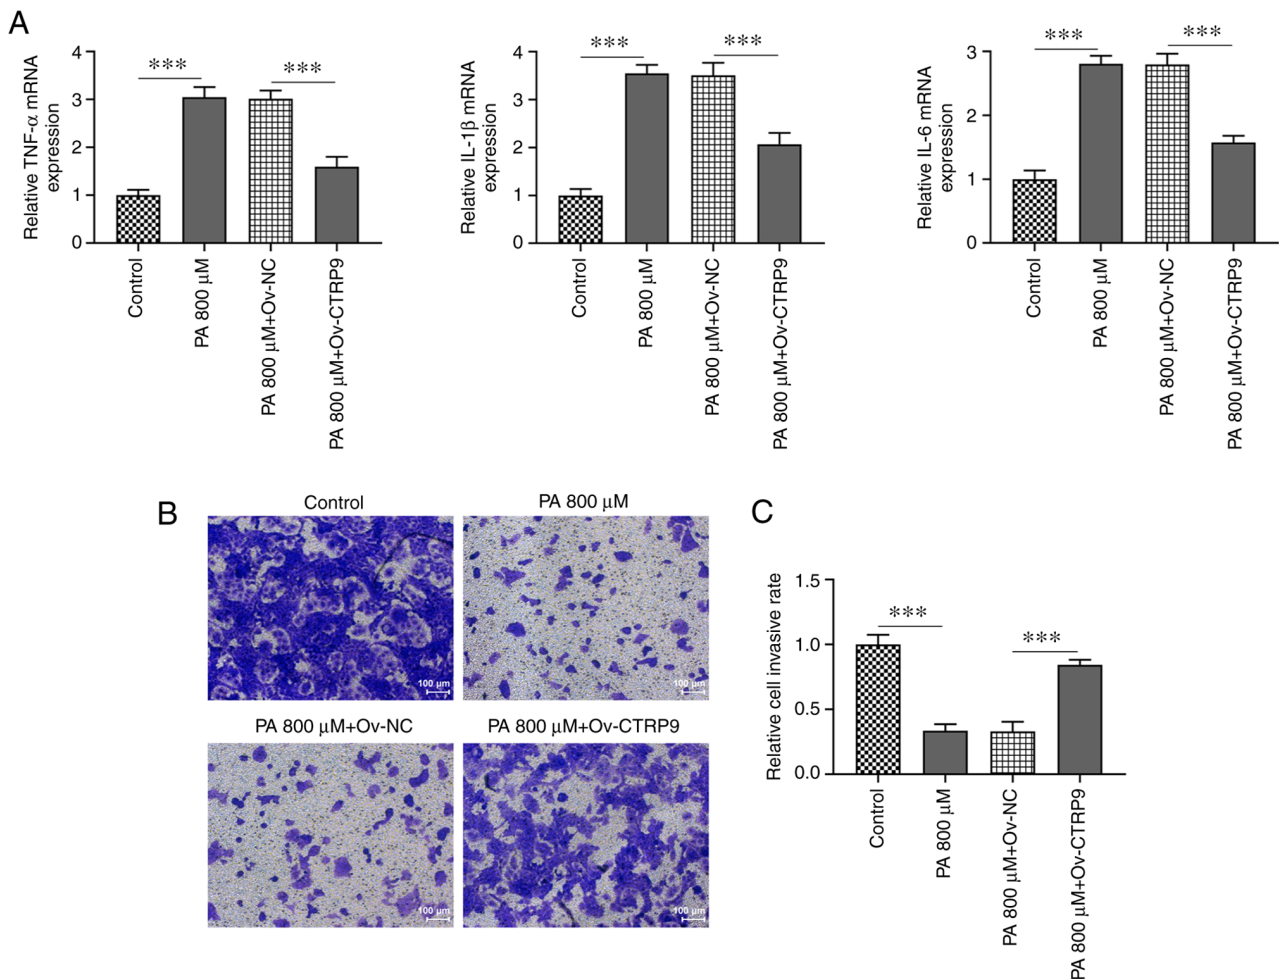 A
Relative TNF-α mRNA
expression
4
3
2
1
0
***
***
Control
PA 800 μM
PA 800 μM+Ov-NC
PA 800 μM+Ov-CTRP9
Relative IL-1β mRNA
expression
4
3
2
1
0
***
***
Control
PA 800 μM
PA 800 μM+Ov-NC
PA 800 μM+Ov-CTRP9
Relative IL-6 mRNA
expression
3
2
1
0
***
***
Control
PA 800 μM
PA 800 μM+Ov-NC
PA 800 μM+Ov-CTRP9
B
Control
100 μm
PA 800 μM
100 μm
PA 800 μM+Ov-NC
100 μm
PA 800 μM+Ov-CTRP9
100 μm
C
Relative cell invasive rate
1.5
1.0
0.5
0.0
***
***
Control
PA 800 μM
PA 800 μM+Ov-NC
PA 800 μM+Ov-CTRP9